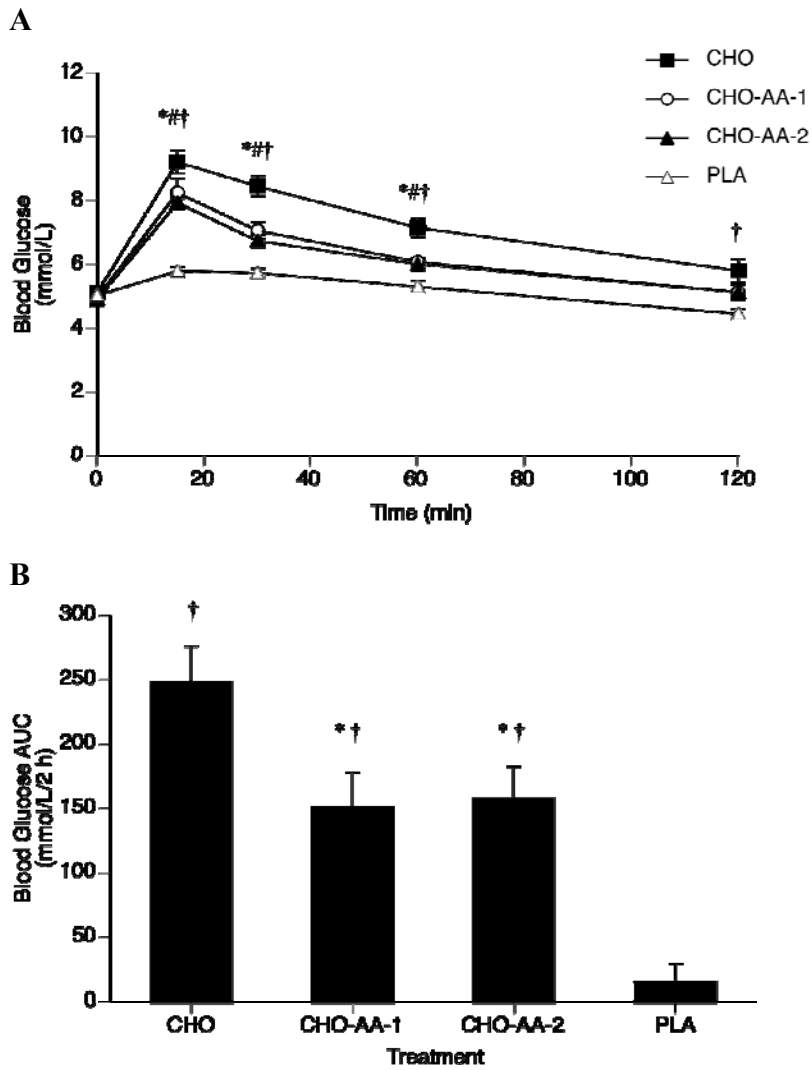 A
CHO
CHO-AA-1
CHO-AA-2
PLA
12
10
8
6
4
2
0
*#†
*#†
*#†
†
Blood Glucose
(mmol/L)
0 20 40 60 80 100 120
Time (min)
B
300
250
200
150
100
50
0
†
*†
*†
Blood Glucose AUC
(mmol/L/2 h)
CHO CHO-AA-1 CHO-AA-2 PLA
Treatment